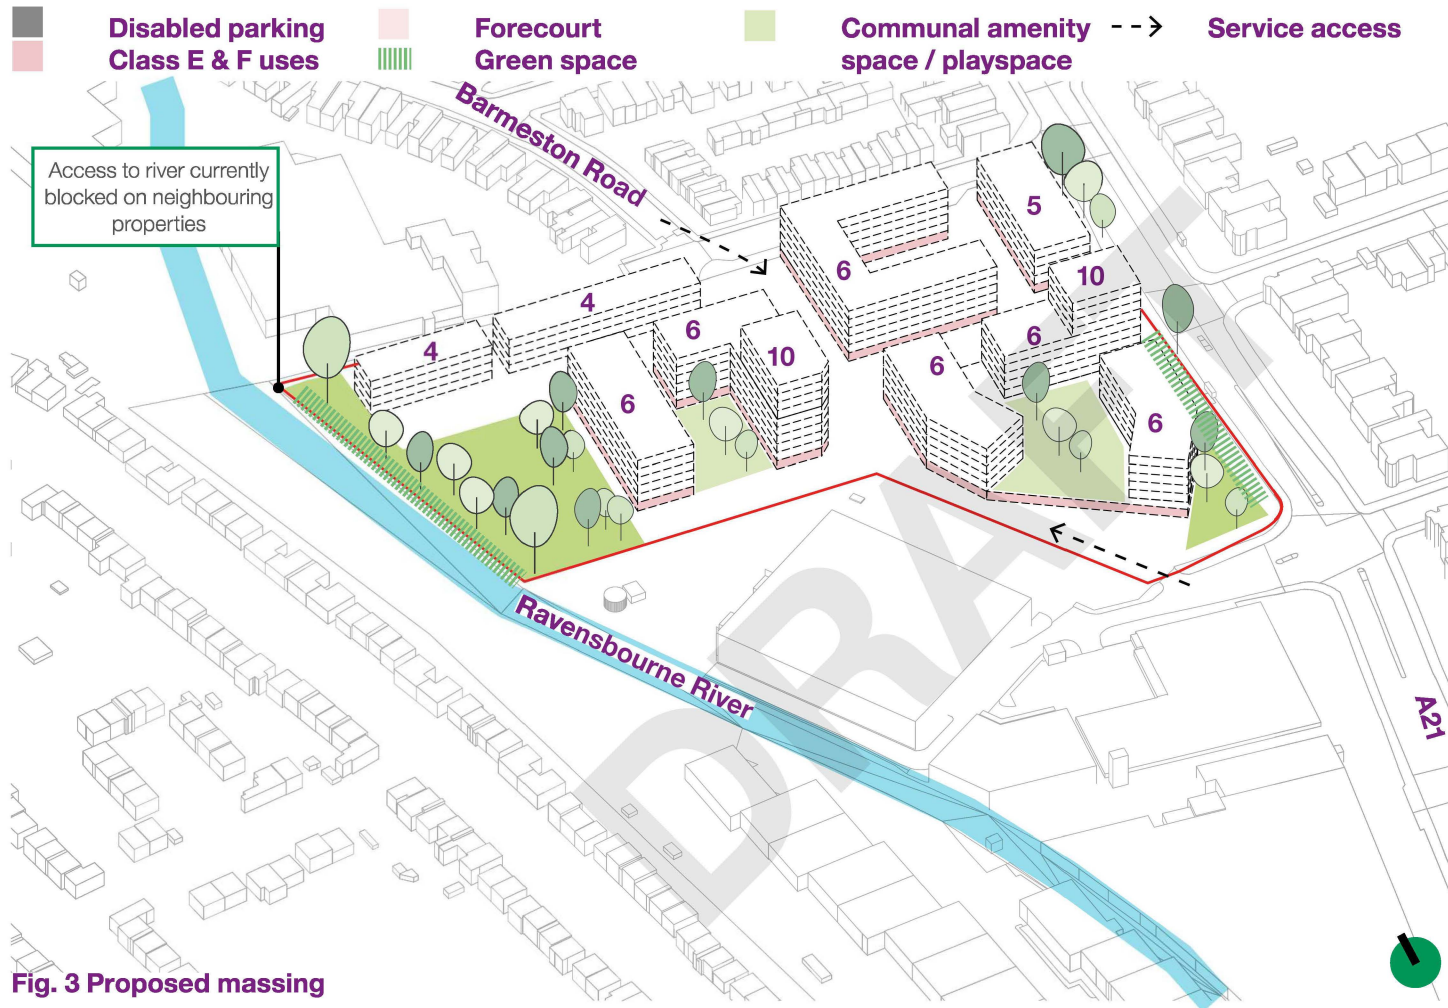 Disabled parking
Class E & F uses
Forecourt
Green space
Communal amenity
space / playspace
Service access
Barmeston Road
Access to river currently
blocked on neighbouring
properties
5
6
10
4
6
6
4
10
6
6
6
Ravensbourne River
A21
DRAFT
Fig. 3 Proposed massing